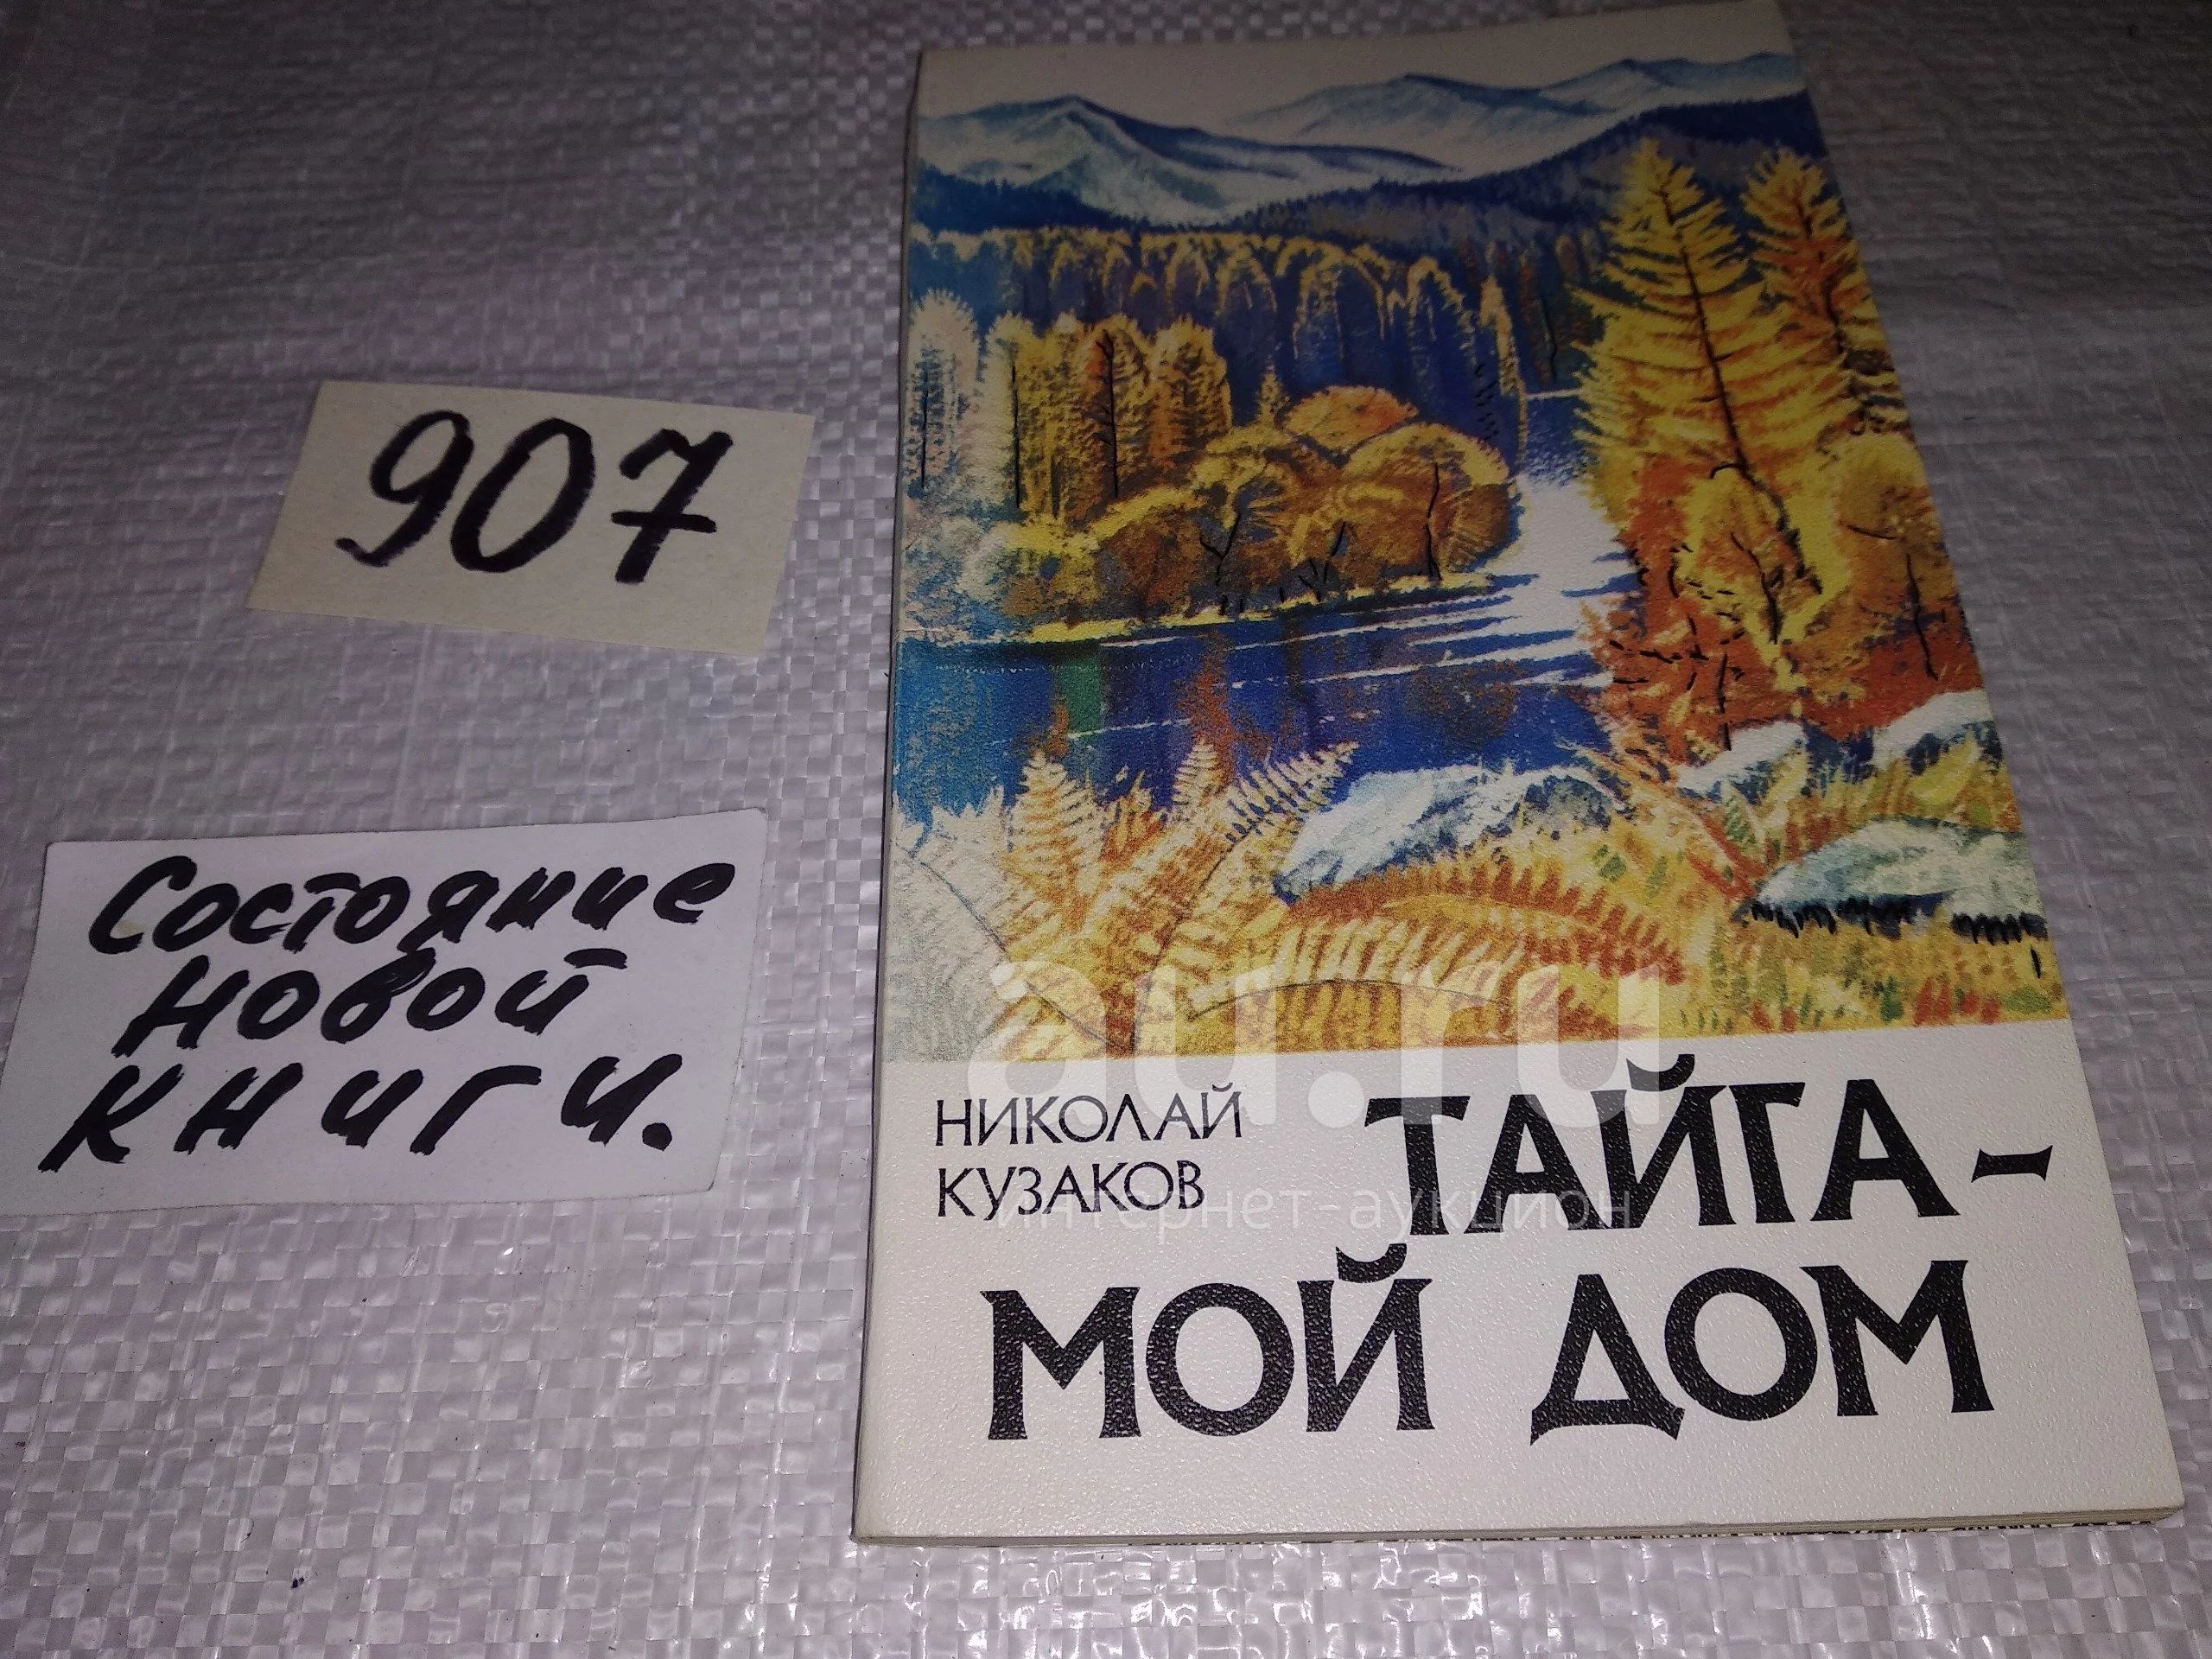 907
Состояние
новой
книги.
НИКОЛАЙ
КУЗАКОВ
ТАЙГА –
МОЙ ДОМ
au.ru
интернет-аукцион